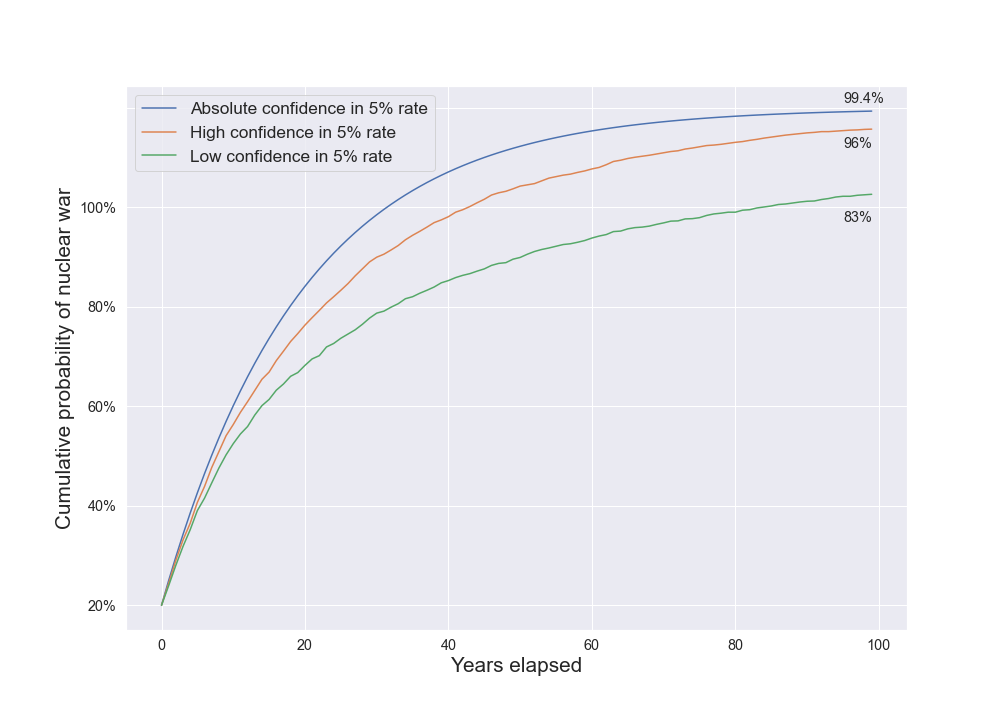 99.4%
Absolute confidence in 5% rate
High confidence in 5% rate
Low confidence in 5% rate
96%
83%
100%
80%
60%
40%
20%
Cumulative probability of nuclear war
0 20 40 60 80 100
Years elapsed